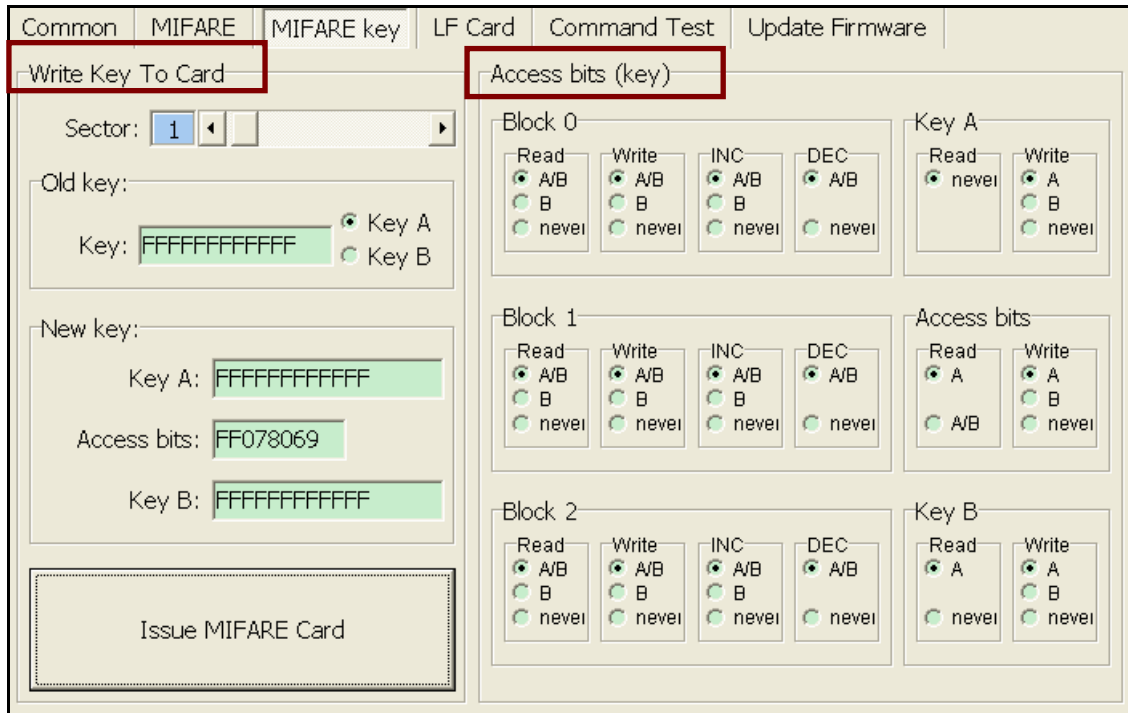 Common MIFARE MIFARE key LF Card Command Test Update Firmware
Write Key To Card
Sector: 1
Old key:
Key: FFFFFFFFFFFF
Key A
Key B
New key:
Key A: FFFFFFFFFFFF
Access bits: FF078069
Key B: FFFFFFFFFFFF
Issue MIFARE Card
Access bits (key)
Block 0
Read Write INC DEC
A/B A/B A/B A/B
B B B
never never never never
Key A
Read Write
never A
B
never
Block 1
Read Write INC DEC
A/B A/B A/B A/B
B B B
never never never never
Access bits
Read Write
A A
B
A/B never
Block 2
Read Write INC DEC
A/B A/B A/B A/B
B B B
never never never never
Key B
Read Write
A A
B
never never